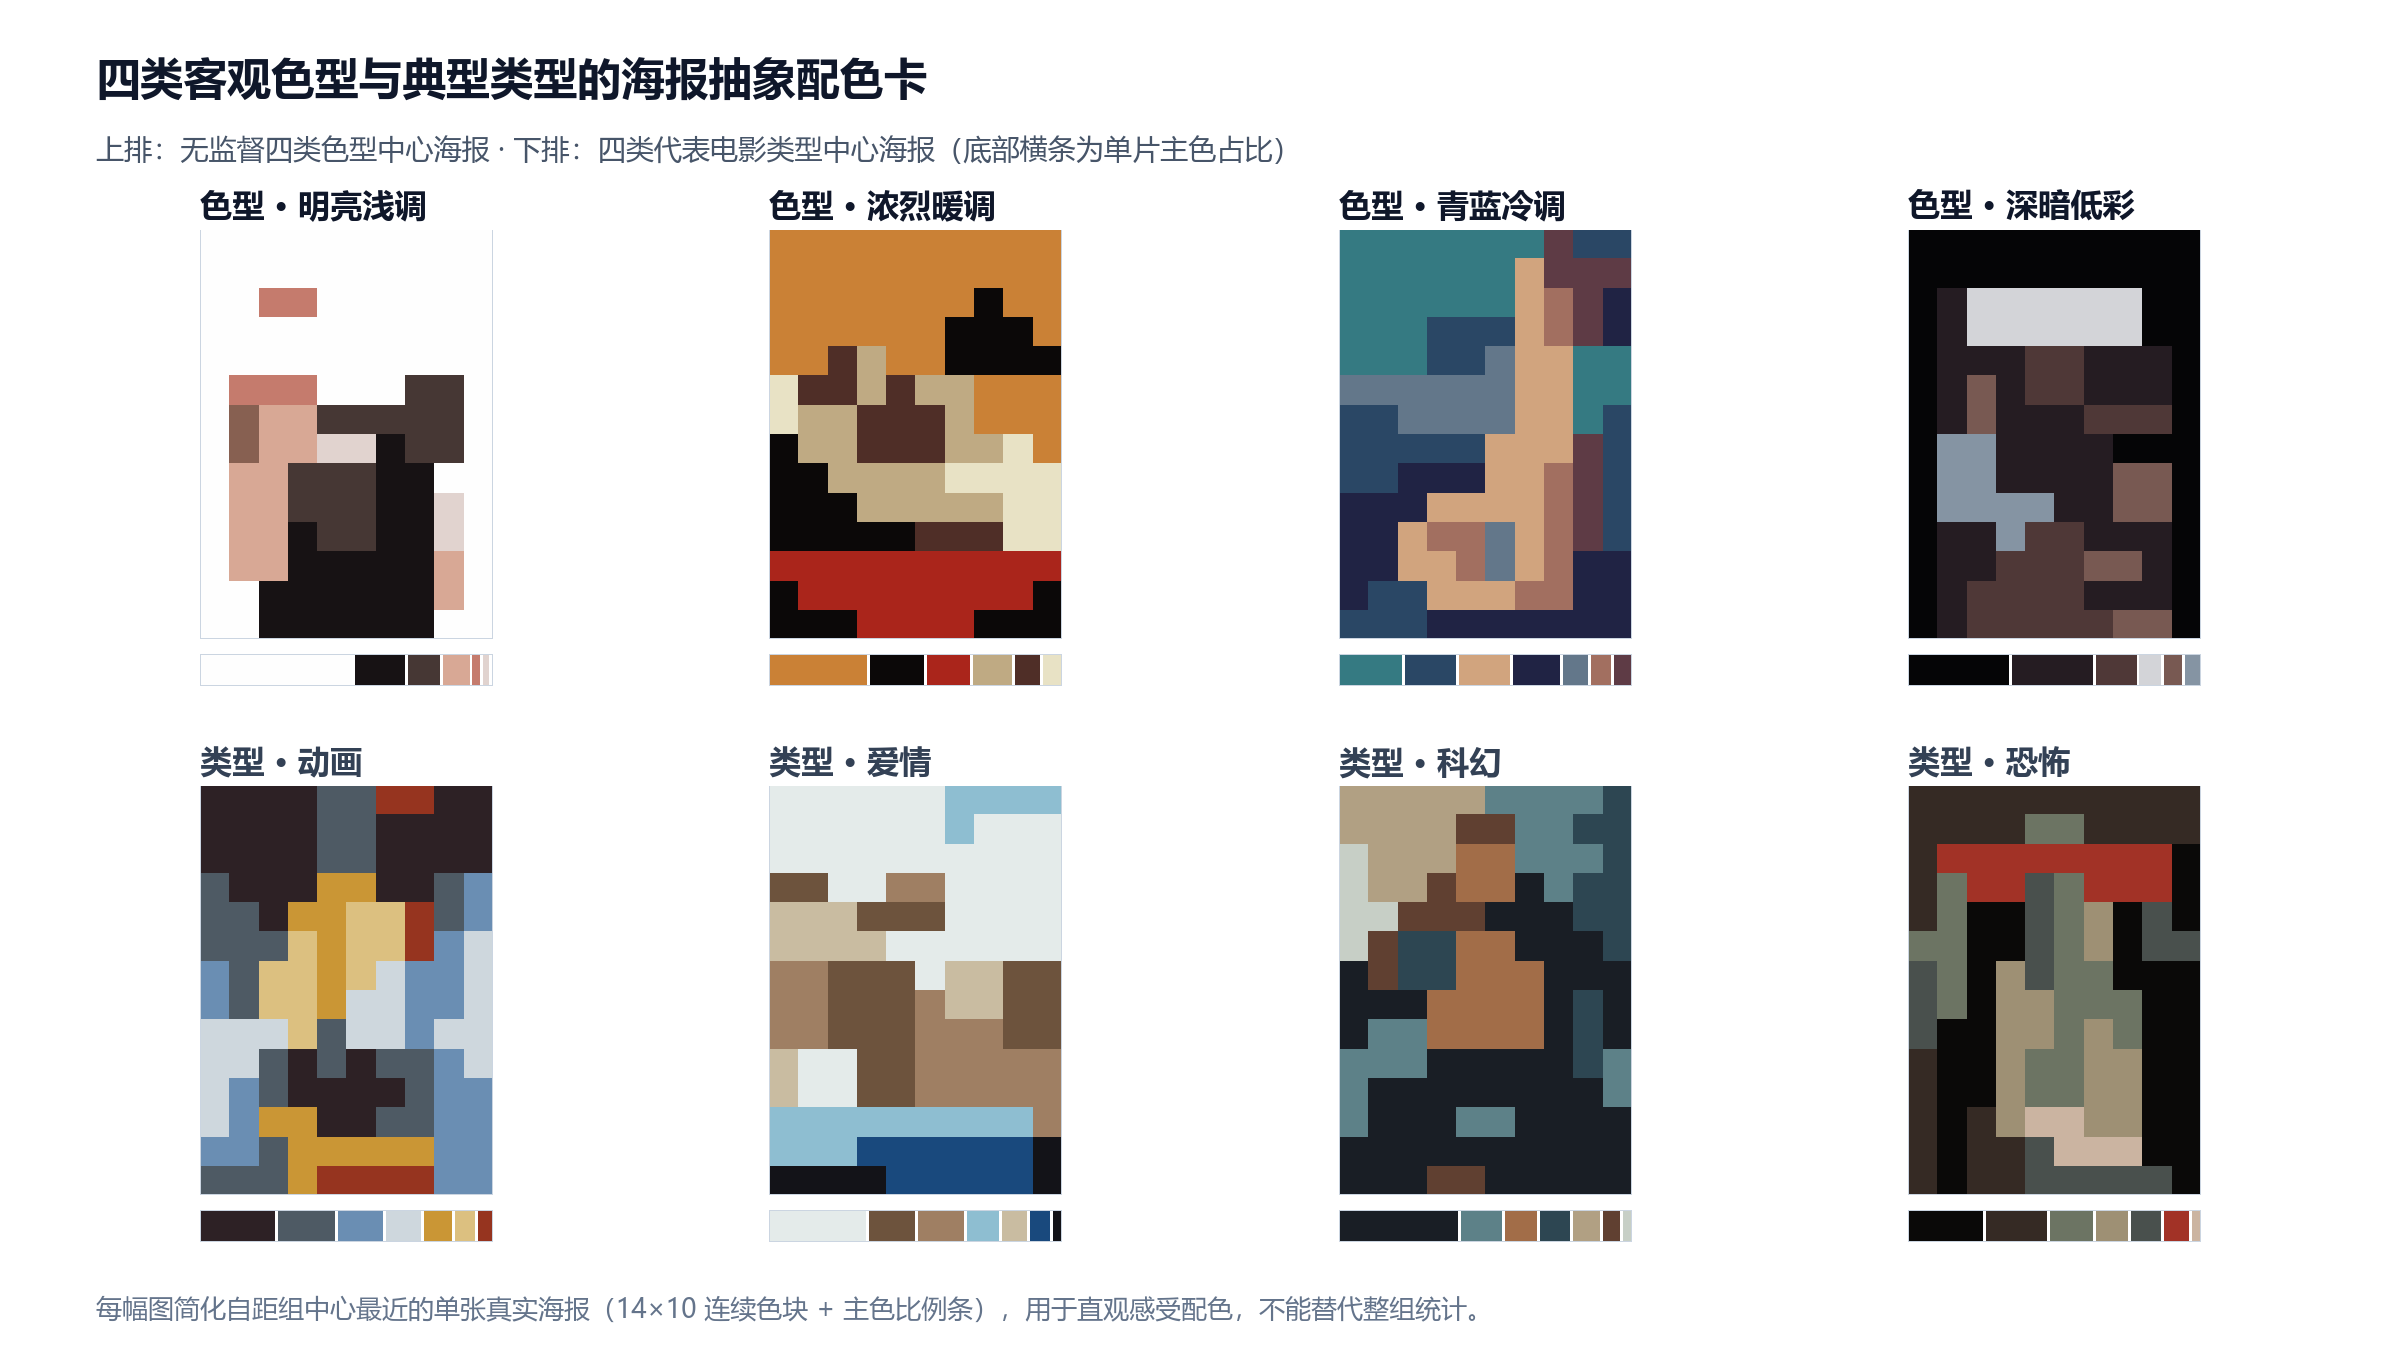 四类客观色型与典型类型的海报抽象配色卡
上排：无监督四类色型中心海报 · 下排：四类代表电影类型中心海报（底部横条为单片主色占比）
色型 • 明亮浅调
色型 • 浓烈暖调
色型 • 青蓝冷调
色型 • 深暗低彩
类型 • 动画
类型 • 爱情
类型 • 科幻
类型 • 恐怖
每幅图简化自距组中心最近的单张真实海报（14×10 连续色块 + 主色比例条），用于直观感受配色，不能替代整组统计。